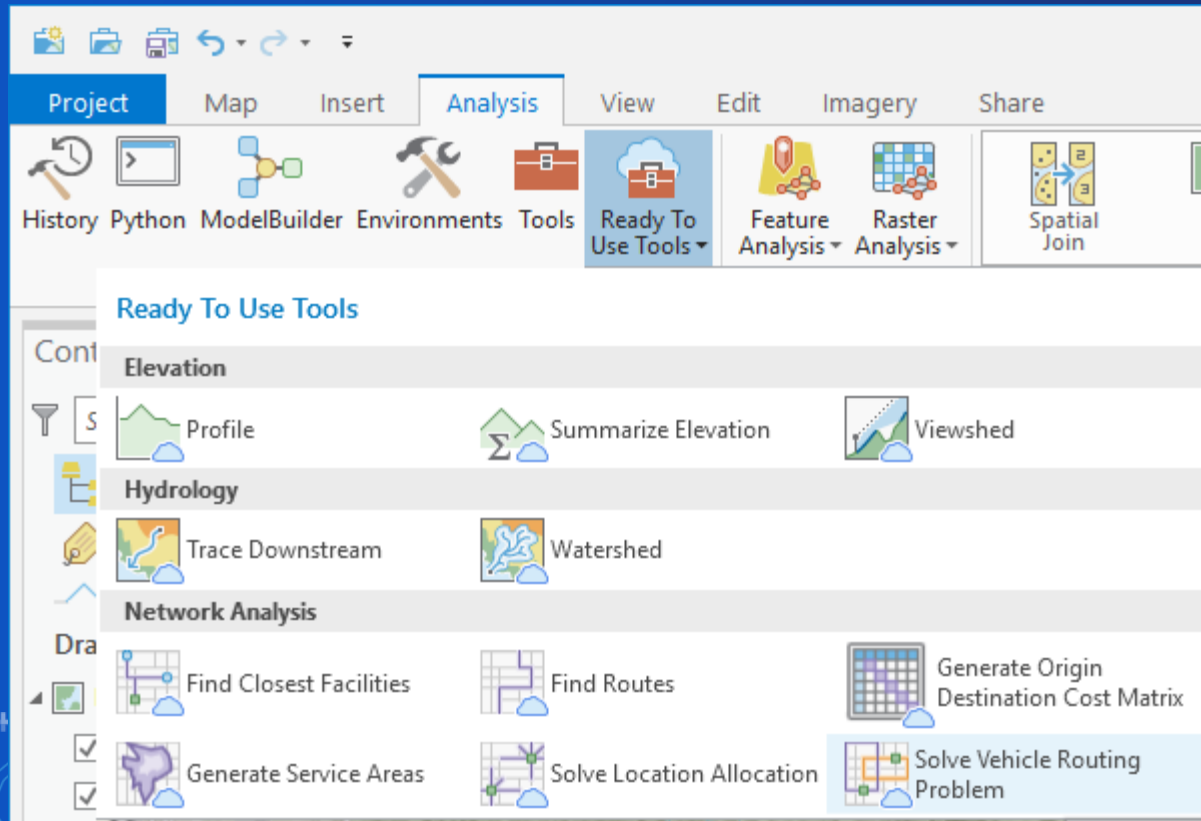 Project Map Insert Analysis View Edit Imagery Share
History Python ModelBuilder Environments Tools Ready To Feature Raster Spatial
Use Tools Analysis Analysis Join
Ready To Use Tools
Cont
Elevation
S
Profile Summarize Elevation Viewshed
Hydrology
Trace Downstream Watershed
Network Analysis
Dra
Find Closest Facilities Find Routes Generate Origin
Destination Cost Matrix
Generate Service Areas Solve Location Allocation Solve Vehicle Routing
Problem